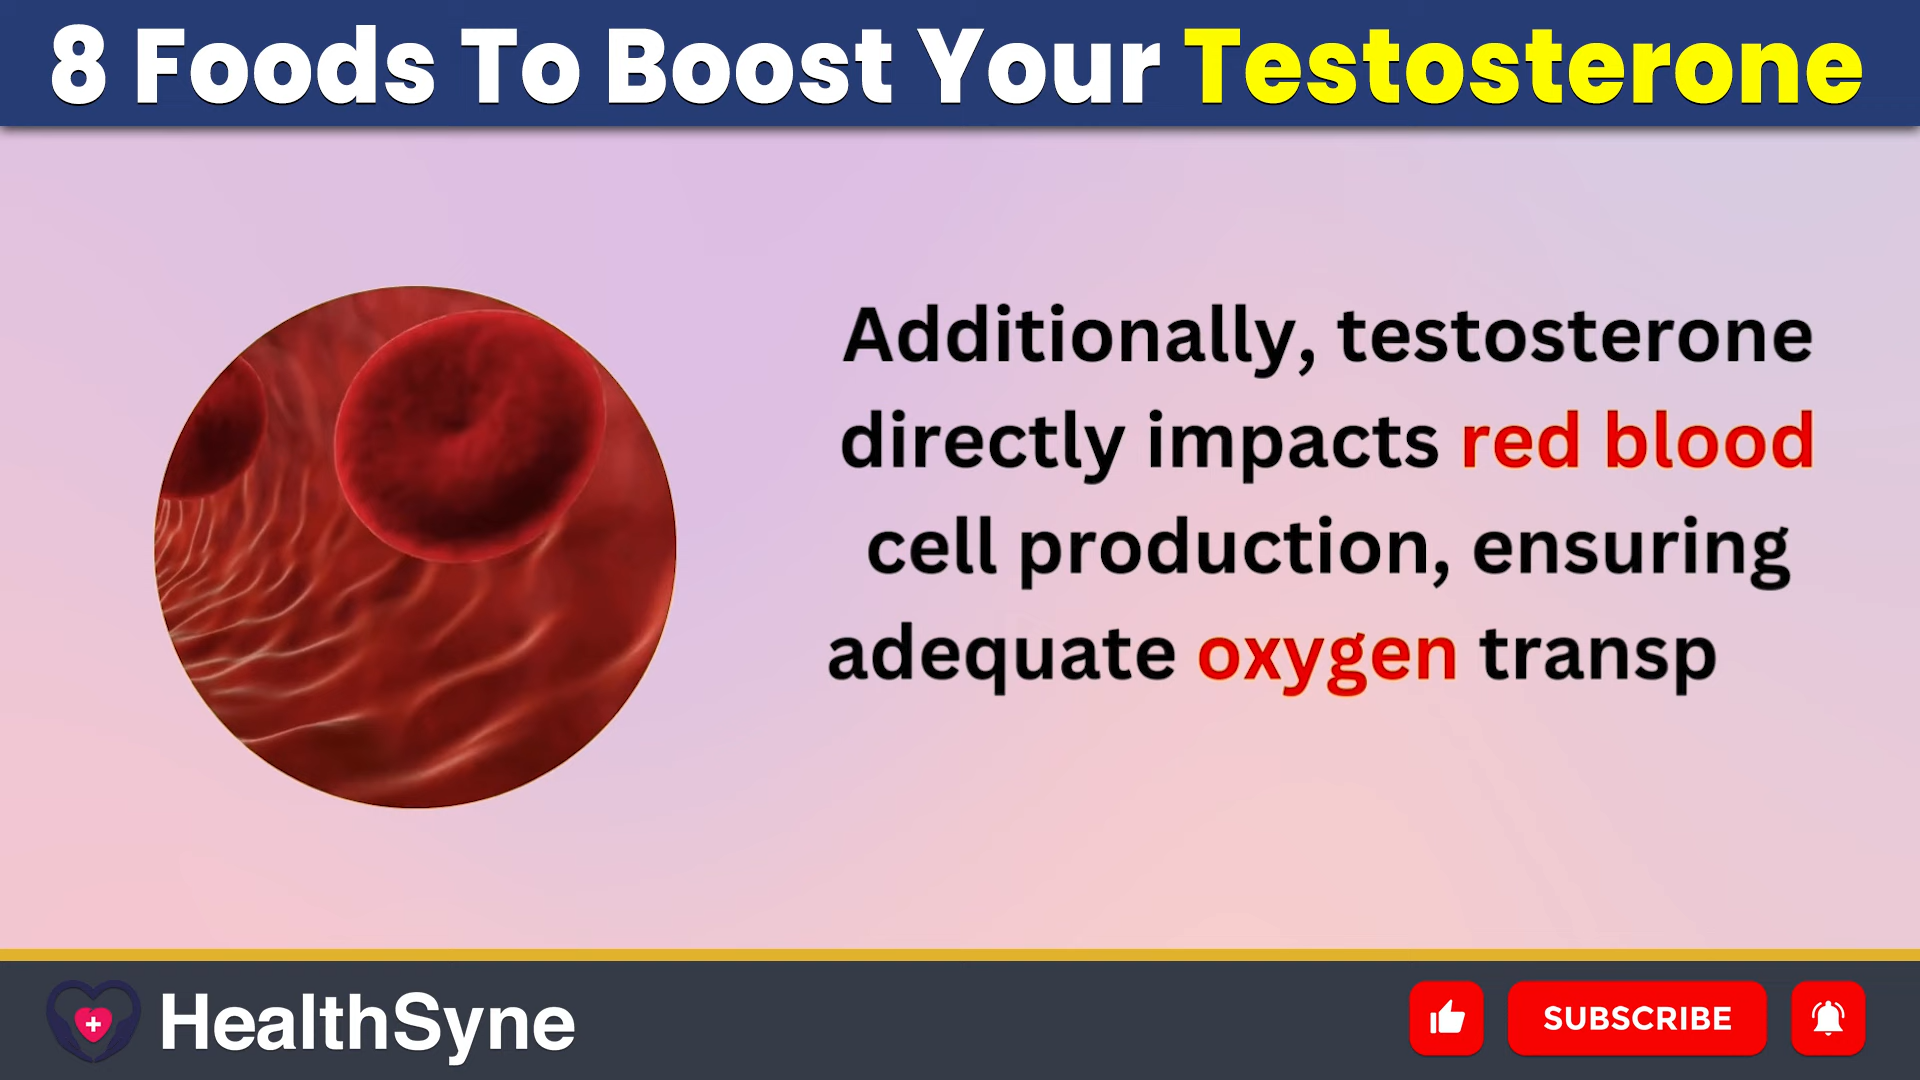 8 Foods To Boost Your Testosterone
Additionally, testosterone
directly impacts red blood
cell production, ensuring
adequate oxygen transp
HealthSyne
SUBSCRIBE